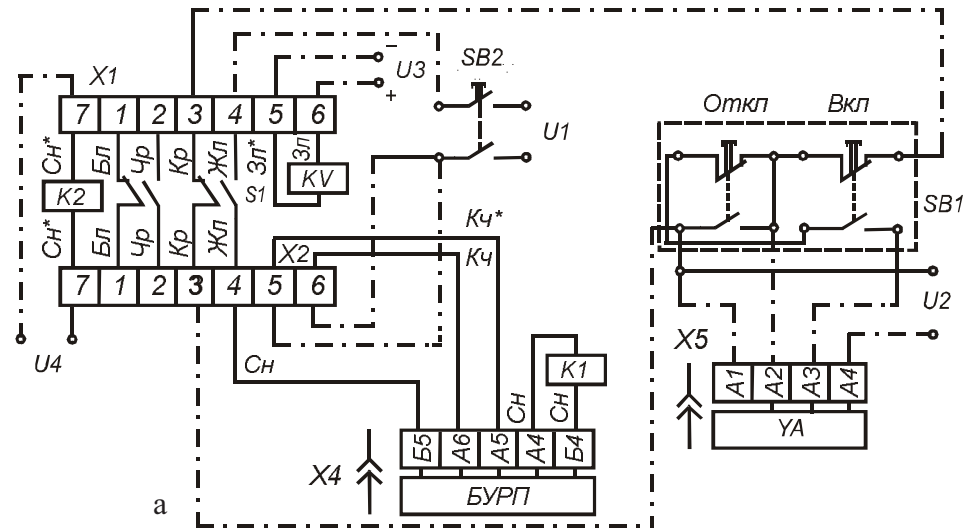 SB2
− U3
+
X1
7 1 2 3 4 5 6
Сн* Бл Чр Кр Жл Зл* Зл
K2 S1 KV
Сн* Бл Чр Кр Жл
X2
7 1 2 3 4 5 6
U4
U1
Кч*
Кч
Откл Вкл
SB1
U2
X5
A1 A2 A3 A4
YA
Сн
K1
Сн Сн
X4
Б5 А6 А5 А4 Б4
БУРП
а